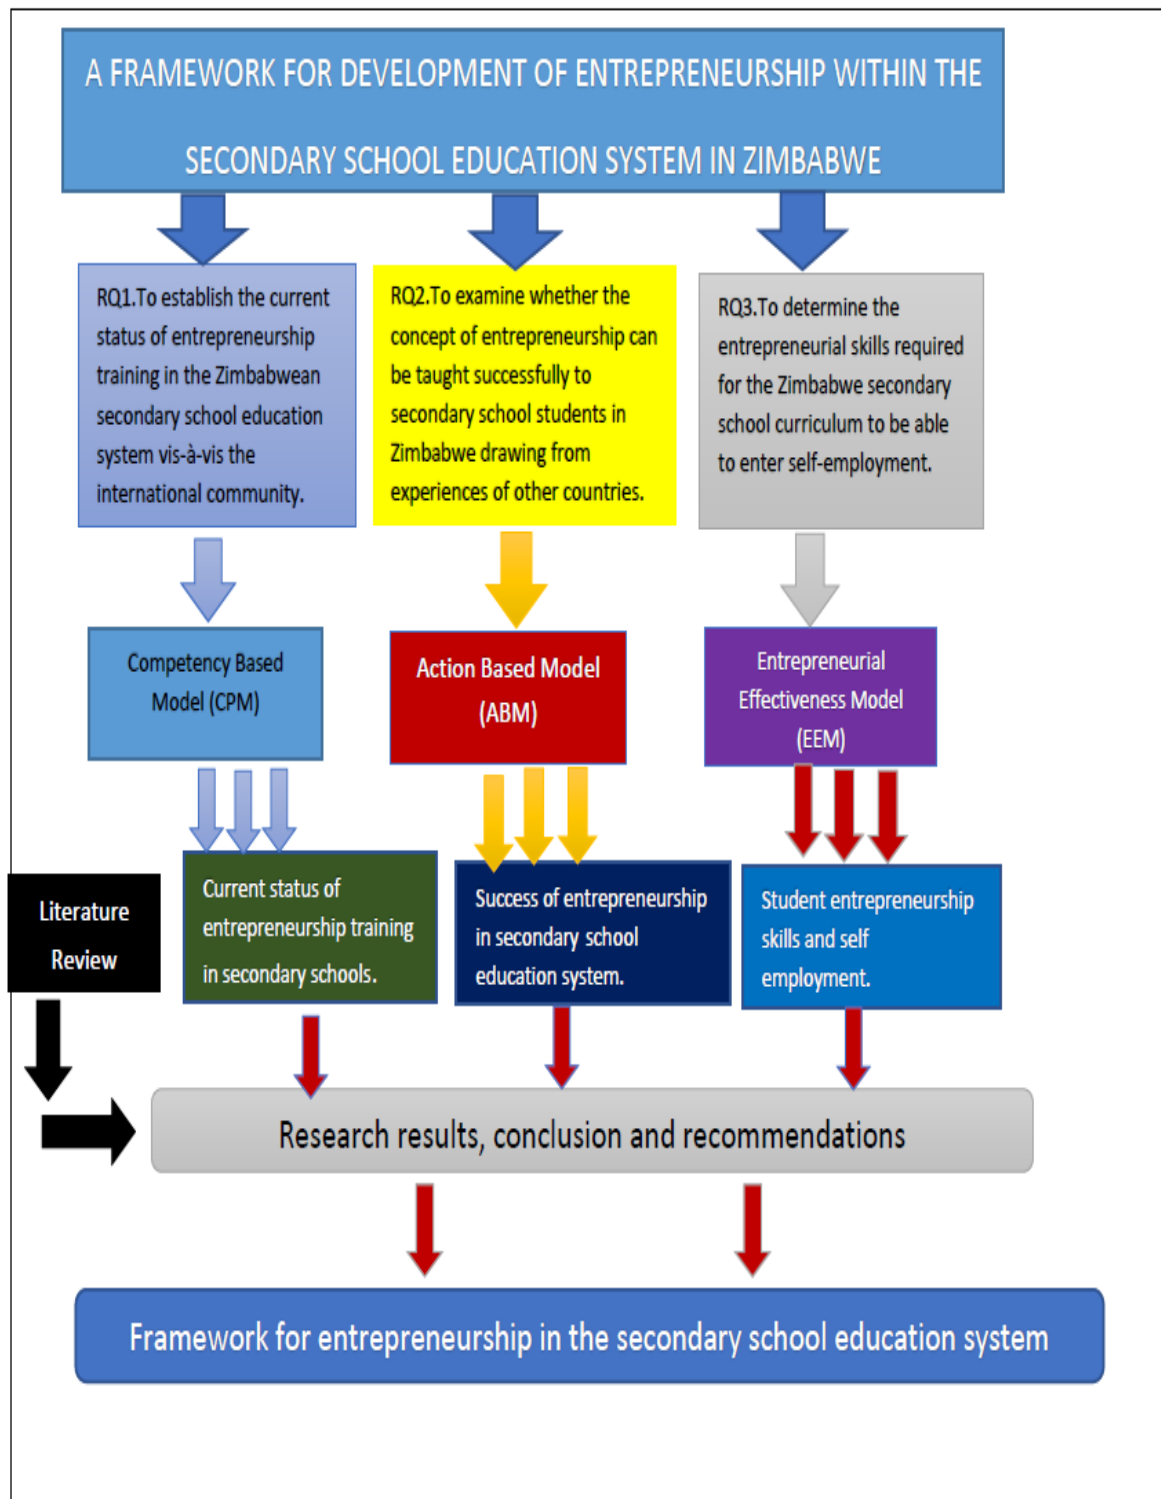 A FRAMEWORK FOR DEVELOPMENT OF ENTREPRENEURSHIP WITHIN THE
SECONDARY SCHOOL EDUCATION SYSTEM IN ZIMBABWE
RQ1.To establish the current
status of entrepreneurship
training in the Zimbabwean
secondary school education
system vis-à-vis the
international community.
RQ2.To examine whether the
concept of entrepreneurship can
be taught successfully to
secondary school students in
Zimbabwe drawing from
experiences of other countries.
RQ3.To determine the
entrepreneurial skills required
for the Zimbabwe secondary
school curriculum to be able
to enter self-employment.
Competency Based
Model (CPM)
Action Based Model
(ABM)
Entrepreneurial
Effectiveness Model
(EEM)
Literature
Review
Current status of
entrepreneurship training
in secondary schools.
Success of entrepreneurship
in secondary school
education system.
Student entrepreneurship
skills and self
employment.
Research results, conclusion and recommendations
Framework for entrepreneurship in the secondary school education system